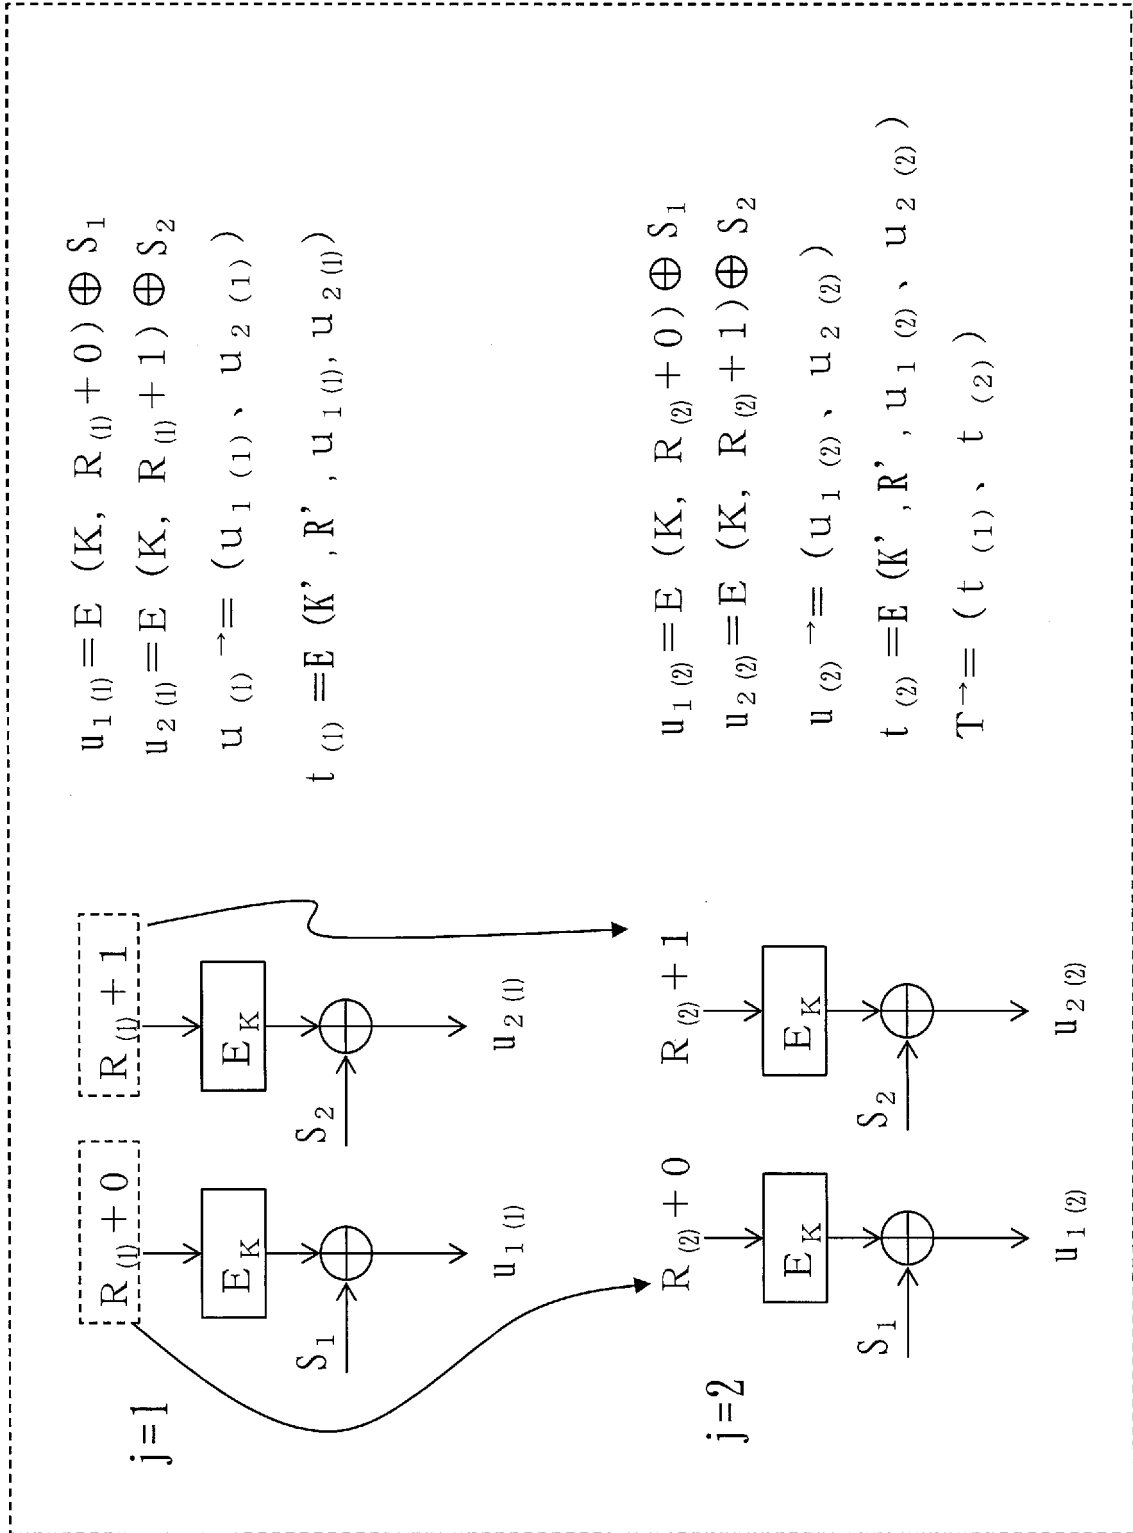 j=1
R(1)+0
R(1)+1
EK
EK
S1
S2
u1(1)
u2(1)
u1(1)=E (K, R(1)+0)⊕S1
u2(1)=E (K, R(1)+1)⊕S2
u(1)→=(u1(1)、u2(1))
t(1)=E (K’,R’,u1(1),u2(1))
j=2
R(2)+0
R(2)+1
EK
EK
S1
S2
u1(2)
u2(2)
u1(2)=E (K, R(2)+0)⊕S1
u2(2)=E (K, R(2)+1)⊕S2
u(2)→=(u1(2)、u2(2))
t(2)=E (K’,R’,u1(2)、u2(2))
T→=(t(1)、t(2))